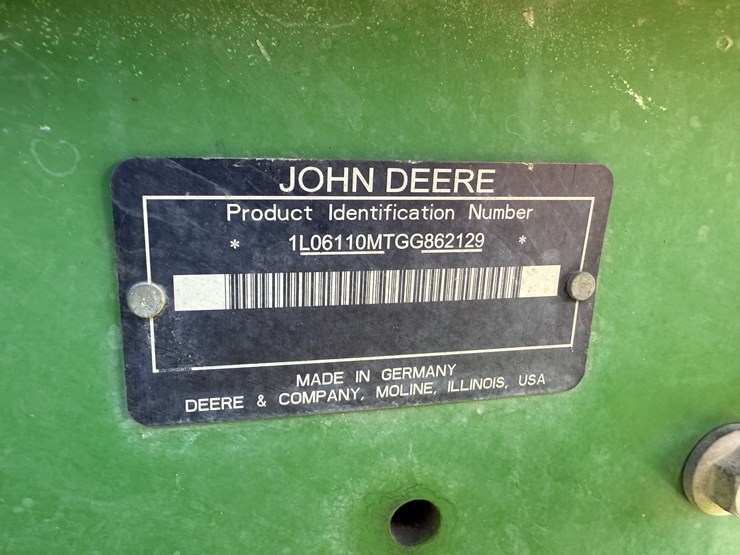 JOHN DEERE
Product Identification Number
* 1L06110MTGG862129 *
MADE IN GERMANY
DEERE & COMPANY, MOLINE, ILLINOIS, USA